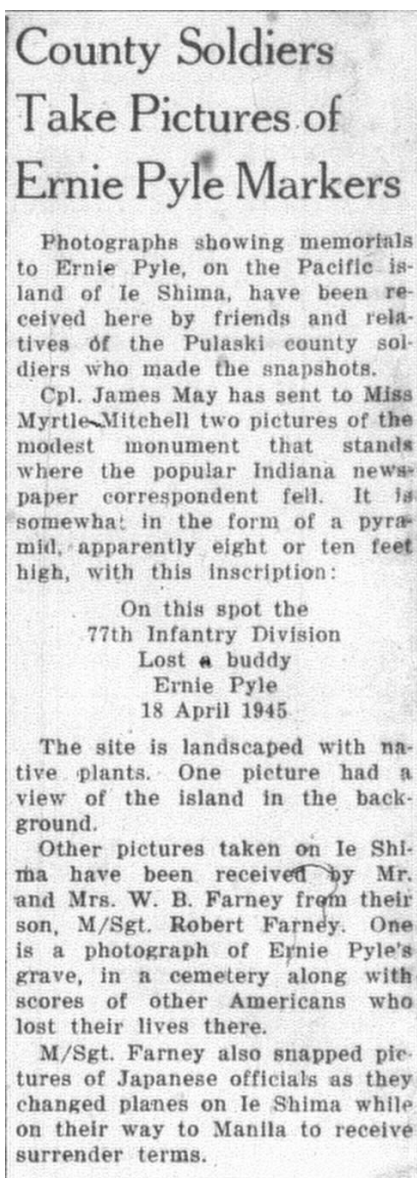 County Soldiers
Take Pictures of
Ernie Pyle Markers
Photographs showing memorials
to Ernie Pyle, on the Pacific is-
land of Ie Shima, have been re-
ceived here by friends and rela-
tives of the Pulaski county sol-
diers who made the snapshots.
Cpl. James May has sent to Miss
Myrtle Mitchell two pictures of the
modest monument that stands
where the popular Indiana news-
paper correspondent fell. It is
somewhat in the form of a pyra-
mid, apparently eight or ten feet
high, with this inscription:
On this spot the
77th Infantry Division
Lost a buddy
Ernie Pyle
18 April 1945
The site is landscaped with na-
tive plants. One picture had a
view of the island in the back-
ground.
Other pictures taken on Ie Shi-
ma have been received by Mr.
and Mrs. W. B. Farney from their
son, M/Sgt. Robert Farney. One
is a photograph of Ernie Pyle's
grave, in a cemetery along with
scores of other Americans who
lost their lives there.
M/Sgt. Farney also snapped pic-
tures of Japanese officials as they
changed planes on Ie Shima while
on their way to Manila to receive
surrender terms.